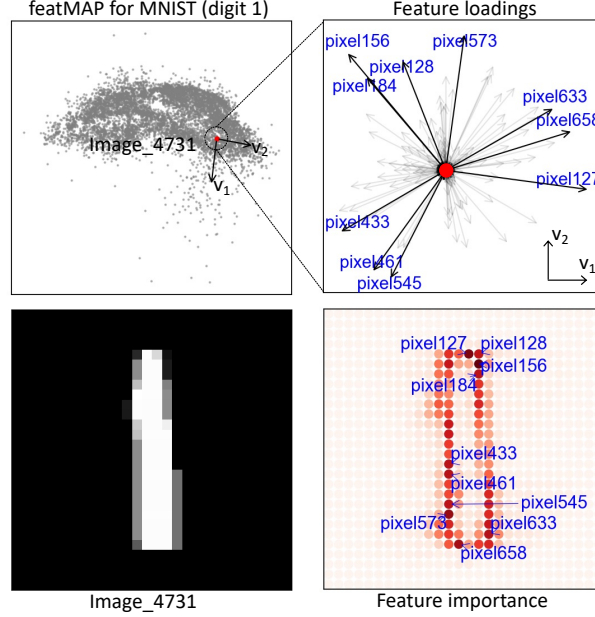 featMAP for MNIST (digit 1)
Image_4731
v₂
v₁
Feature loadings
pixel156
pixel573
pixel128
pixel184
pixel633
pixel658
pixel127
pixel433
pixel461
pixel545
v₂
v₁
Image_4731
pixel127
pixel128
pixel156
pixel184
pixel433
pixel461
pixel545
pixel573
pixel633
pixel658
Feature importance